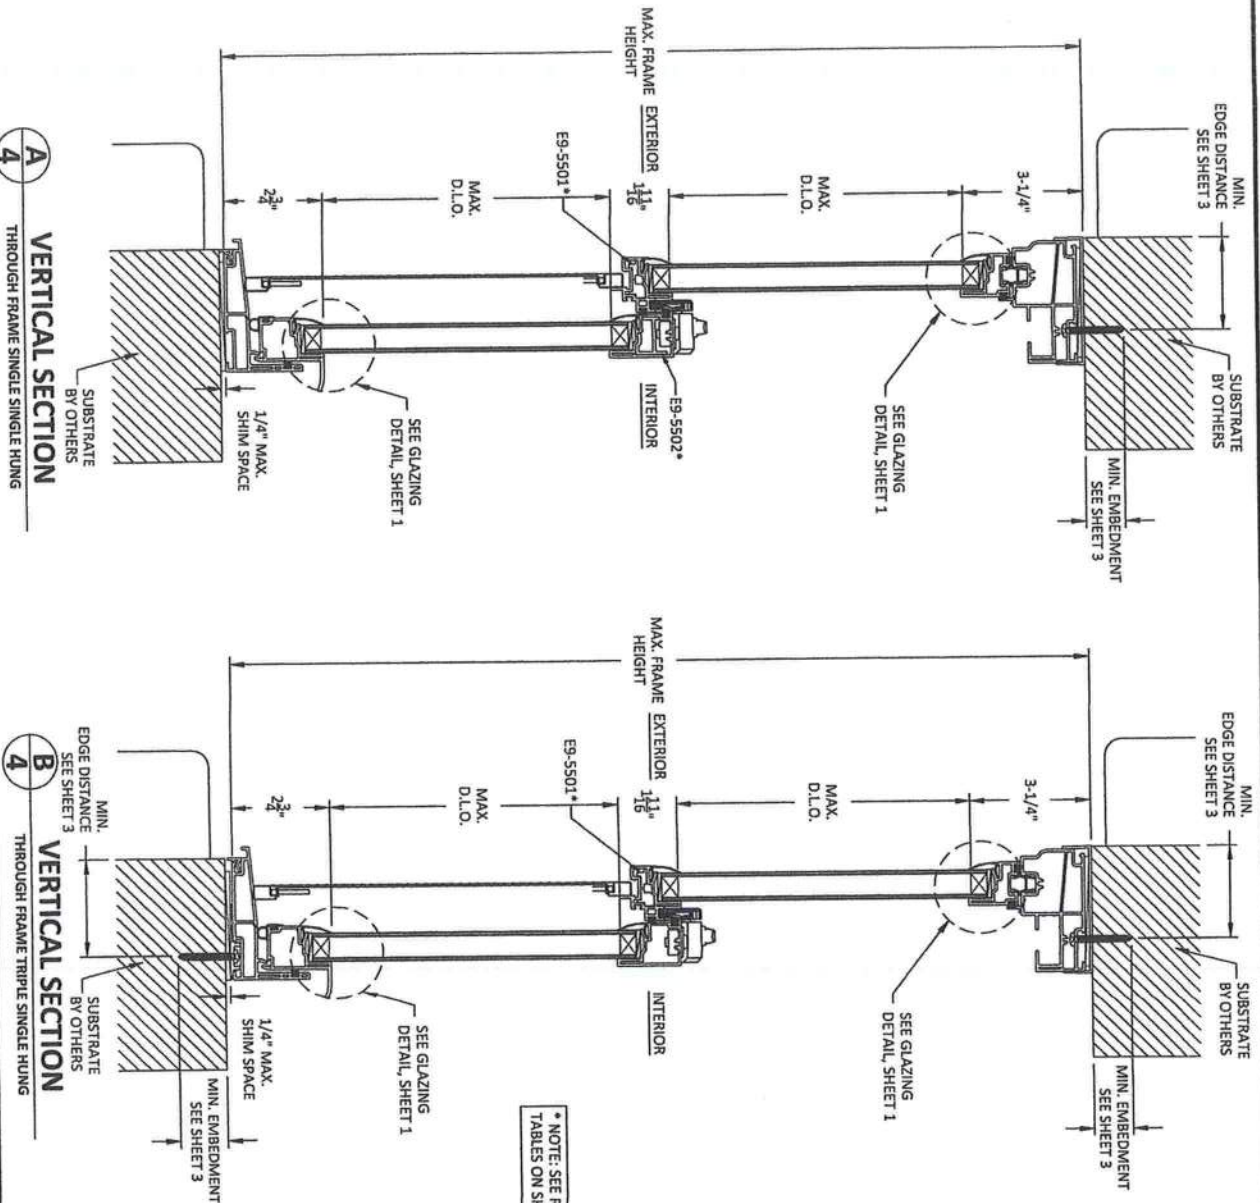 MIN.
EDGE DISTANCE
SEE SHEET 3
3-1/4"
SUBSTRATE
BY OTHERS
MIN. EMBEDMENT
SEE SHEET 3
MAX.
D.L.O.
SEE GLAZING
DETAIL, SHEET 1
MAX. FRAME
HEIGHT
EXTERIOR
1 11/16"
E9-5501*
E9-5502*
INTERIOR
MAX.
D.L.O.
SEE GLAZING
DETAIL, SHEET 1
2 3/4"
1/4" MAX.
SHIM SPACE
SUBSTRATE
BY OTHERS
A
4
VERTICAL SECTION
THROUGH FRAME SINGLE SINGLE HUNG
MIN.
EDGE DISTANCE
SEE SHEET 3
3-1/4"
SUBSTRATE
BY OTHERS
MIN. EMBEDMENT
SEE SHEET 3
MAX.
D.L.O.
SEE GLAZING
DETAIL, SHEET 1
MAX. FRAME
HEIGHT
EXTERIOR
1 11/16"
E9-5501*
INTERIOR
MAX.
D.L.O.
SEE GLAZING
DETAIL, SHEET 1
2 3/4"
1/4" MAX.
SHIM SPACE
MIN.
EDGE DISTANCE
SEE SHEET 3
SUBSTRATE
BY OTHERS
MIN. EMBEDMENT
SEE SHEET 3
B
4
VERTICAL SECTION
THROUGH FRAME TRIPLE SINGLE HUNG
* NOTE: SEE
TABLES ON